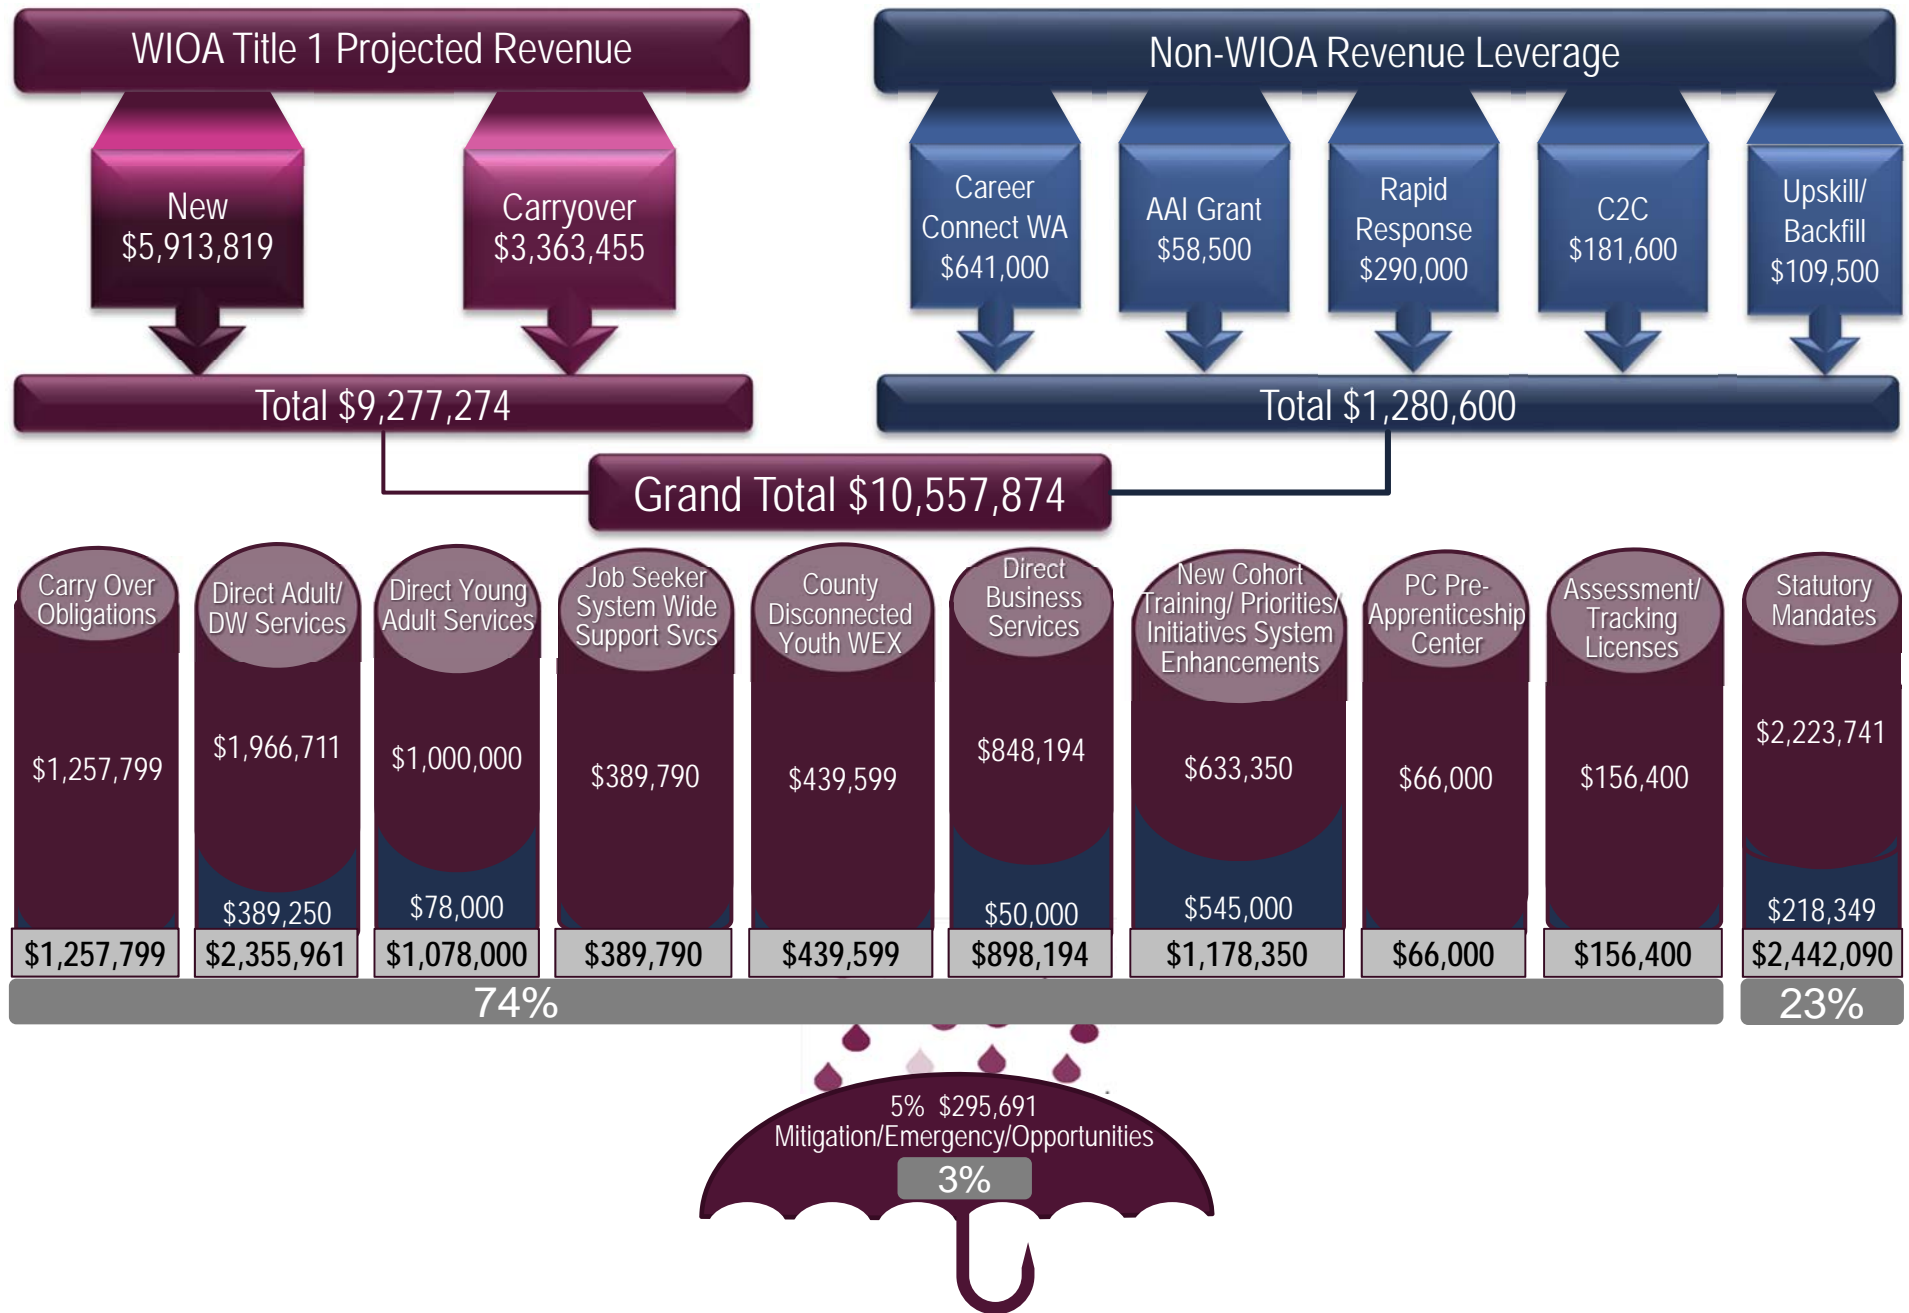 WIOA Title 1 Projected Revenue
Non-WIOA Revenue Leverage
New
$5,913,819
Carryover
$3,363,455
Career
Connect WA
$641,000
AAI Grant
$58,500
Rapid
Response
$290,000
C2C
$181,600
Upskill/
Backfill
$109,500
Total $9,277,274
Total $1,280,600
Grand Total $10,557,874
Carry Over
Obligations
$1,257,799
$1,257,799
Direct Adult/
DW Services
$1,966,711
$389,250
$2,355,961
Direct Young
Adult Services
$1,000,000
$78,000
$1,078,000
Job Seeker
System Wide
Support Svcs
$389,790
$389,790
County
Disconnected
Youth WEX
$439,599
$439,599
Direct
Business
Services
$848,194
$50,000
$898,194
New Cohort
Training/ Priorities/
Initiatives System
Enhancements
$633,350
$545,000
$1,178,350
PC Pre-
Apprenticeship
Center
$66,000
$66,000
Assessment/
Tracking
Licenses
$156,400
$156,400
Statutory
Mandates
$2,223,741
$218,349
$2,442,090
74%
23%
5% $295,691
Mitigation/Emergency/Opportunities
3%